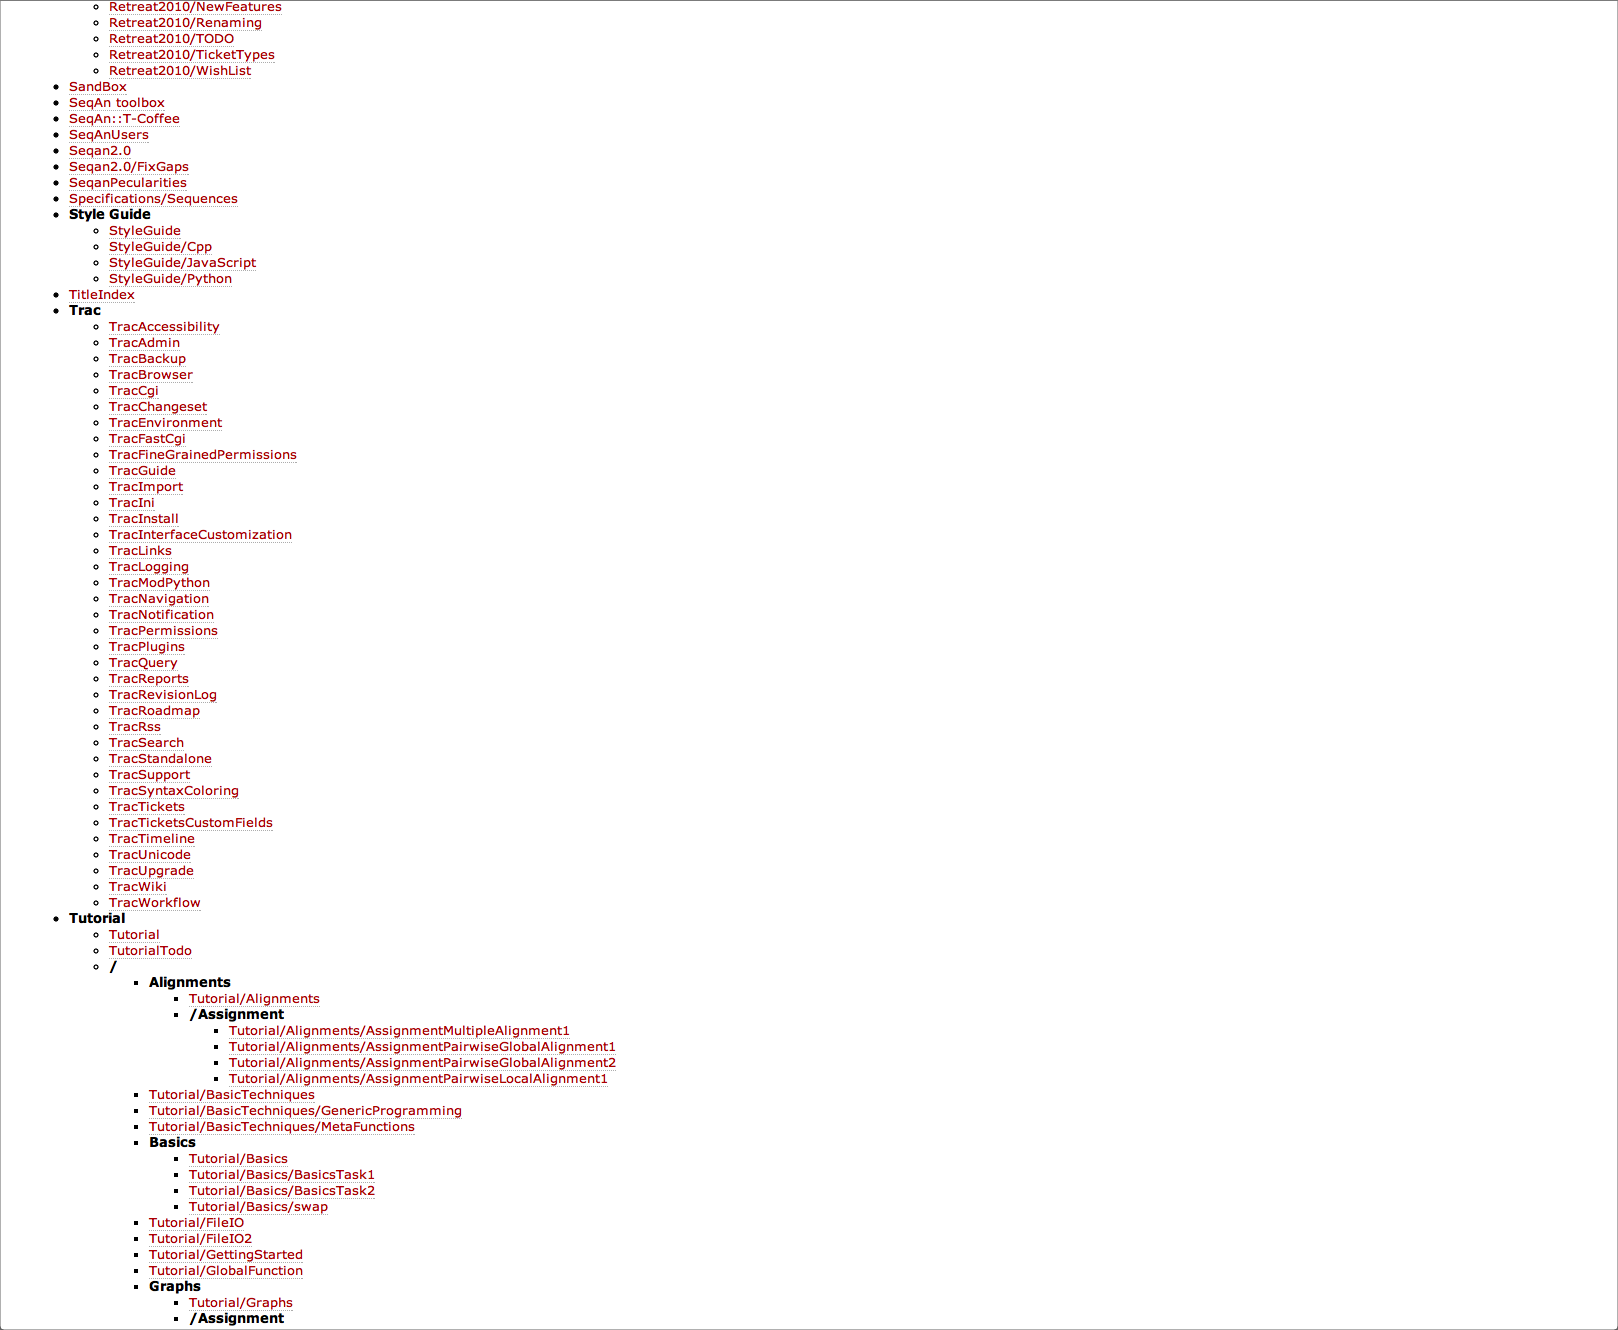 Retreat2010/NewFeatures
Retreat2010/Renaming
Retreat2010/TODO
Retreat2010/TicketTypes
Retreat2010/WishList
SandBox
SeqAn toolbox
SeqAn::T-Coffee
SeqAnUsers
Seqan2.0
Seqan2.0/FixGaps
SeqanPecularities
Specifications/Sequences
Style Guide
StyleGuide
StyleGuide/Cpp
StyleGuide/JavaScript
StyleGuide/Python
TitleIndex
Trac
TracAccessibility
TracAdmin
TracBackup
TracBrowser
TracCgi
TracChangeset
TracEnvironment
TracFastCgi
TracFineGrainedPermissions
TracGuide
TracImport
TracIni
TracInstall
TracInterfaceCustomization
TracLinks
TracLogging
TracModPython
TracNavigation
TracNotification
TracPermissions
TracPlugins
TracQuery
TracReports
TracRevisionLog
TracRoadmap
TracRss
TracSearch
TracStandalone
TracSupport
TracSyntaxColoring
TracTickets
TracTicketsCustomFields
TracTimeline
TracUnicode
TracUpgrade
TracWiki
TracWorkflow
Tutorial
Tutorial
TutorialTodo
/
Alignments
Tutorial/Alignments
/Assignment
Tutorial/Alignments/AssignmentMultipleAlignment1
Tutorial/Alignments/AssignmentPairwiseGlobalAlignment1
Tutorial/Alignments/AssignmentPairwiseGlobalAlignment2
Tutorial/Alignments/AssignmentPairwiseLocalAlignment1
Tutorial/BasicTechniques
Tutorial/BasicTechniques/GenericProgramming
Tutorial/BasicTechniques/MetaFunctions
Basics
Tutorial/Basics
Tutorial/Basics/BasicsTask1
Tutorial/Basics/BasicsTask2
Tutorial/Basics/swap
Tutorial/FileIO
Tutorial/FileIO2
Tutorial/GettingStarted
Tutorial/GlobalFunction
Graphs
Tutorial/Graphs
/Assignment